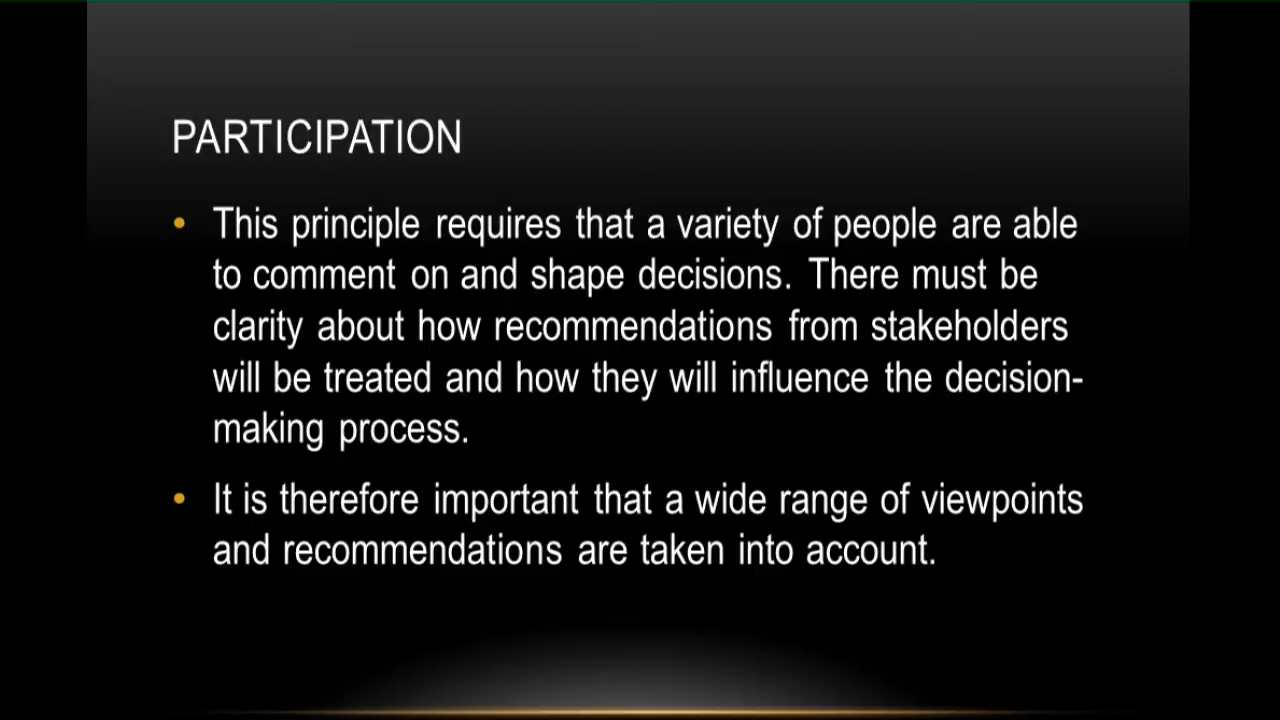 PARTICIPATION
• This principle requires that a variety of people are able
to comment on and shape decisions. There must be
clarity about how recommendations from stakeholders
will be treated and how they will influence the decision-
making process.
• It is therefore important that a wide range of viewpoints
and recommendations are taken into account.